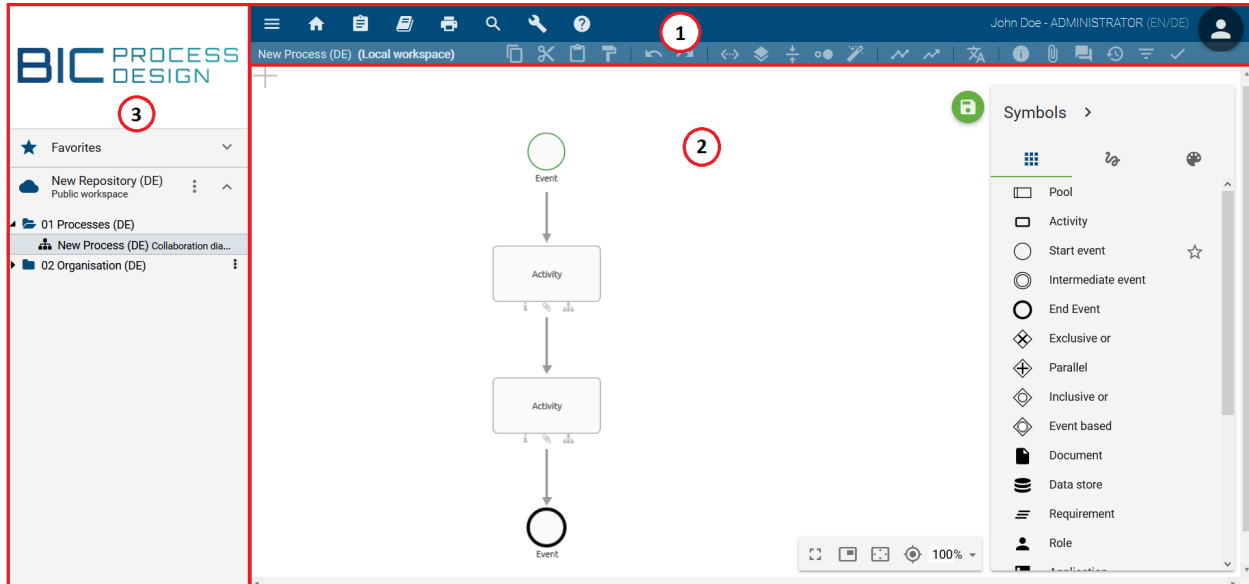 John Doe - ADMINISTRATOR (EN/DE)
1
New Process (DE) (Local workspace)
BIC PROCESS
DESIGN
3
Favorites
New Repository (DE)
Public workspace
01 Processes (DE)
New Process (DE) Collaboration dia...
02 Organisation (DE)
2
Event
Activity
Activity
Event
100%
Symbols
Pool
Activity
Start event
Intermediate event
End Event
Exclusive or
Parallel
Inclusive or
Event based
Document
Data store
Requirement
Role
Application